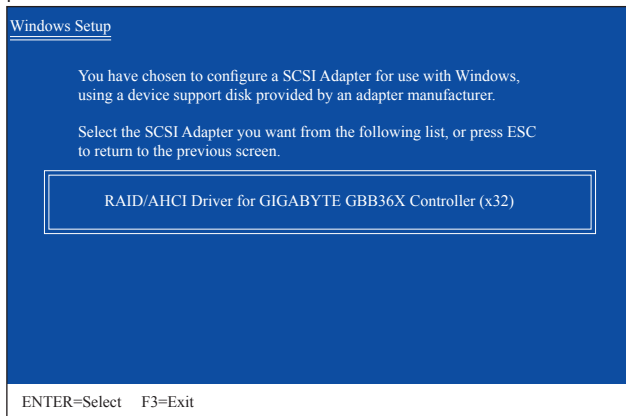 Windows Setup
You have chosen to configure a SCSI Adapter for use with Windows,
using a device support disk provided by an adapter manufacturer.
Select the SCSI Adapter you want from the following list, or press ESC
to return to the previous screen.
RAID/AHCI Driver for GIGABYTE GBB36X Controller (x32)
ENTER=Select F3=Exit